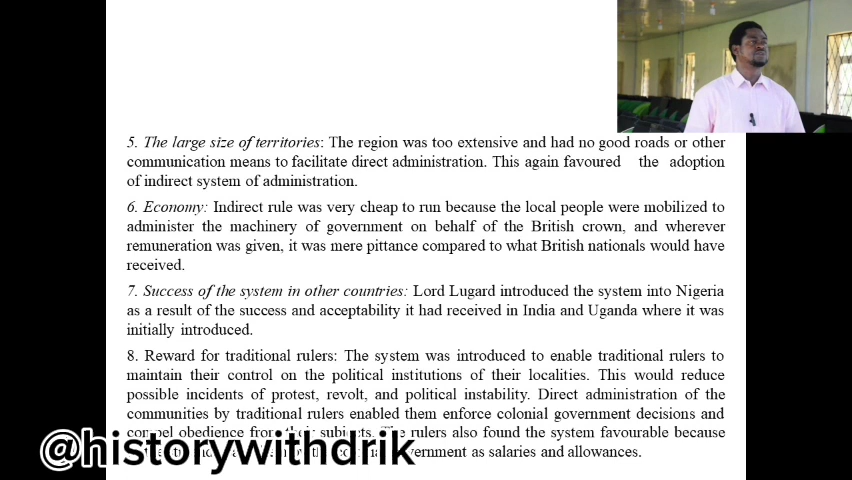 5. The large size of territories: The region was too extensive and had no good roads or other
communication means to facilitate direct administration. This again favoured the adoption
of indirect system of administration.
6. Economy: Indirect rule was very cheap to run because the local people were mobilized to
administer the machinery of government on behalf of the British crown, and wherever
remuneration was given, it was mere pittance compared to what British nationals would have
received.
7. Success of the system in other countries: Lord Lugard introduced the system into Nigeria
as a result of the success and acceptability it had received in India and Uganda where it was
initially introduced.
8. Reward for traditional rulers: The system was introduced to enable traditional rulers to
maintain their control on the political institutions of their localities. This would reduce
possible incidents of protest, revolt, and political instability. Direct administration of the
communities by traditional rulers enabled them enforce colonial government decisions and
compel obedience from their subjects. The rulers also found the system favourable because
government as salaries and allowances.
@historywithdrik